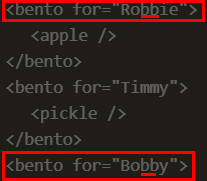 <bento for="Robbie">
  <apple />
</bento>
<bento for="Timmy">
  <pickle />
</bento>
<bento for="Bobby">